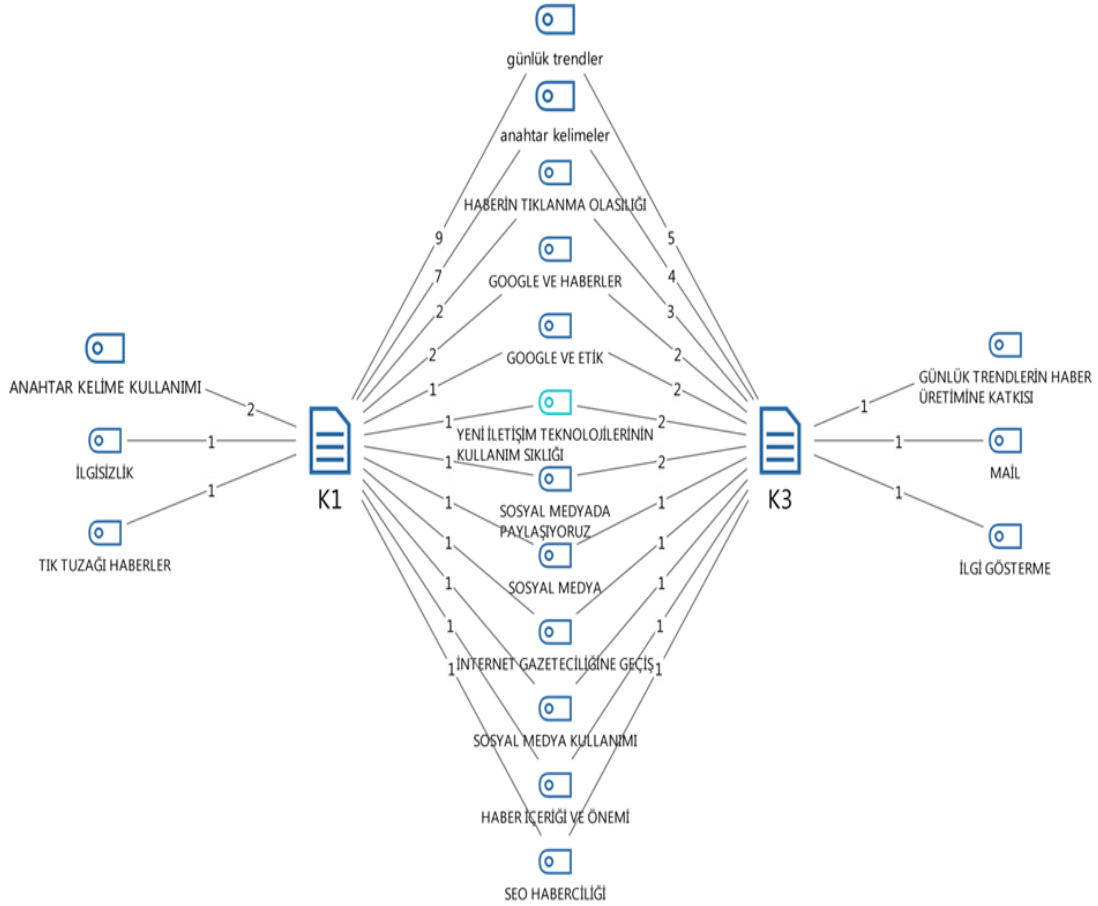 günlük trendler
anahtar kelimeler
HABERİN TIKLANMA OLASILIĞI
9
5
7
4
GOOGLE VE HABERLER
2
3
GOOGLE VE ETİK
2
2
ANAHTAR KELİME KULLANIMI
2
1
2
GÜNLÜK TRENDLERİN HABER
ÜRETİMİNE KATKISI
1
1
2
YENİ İLETİŞİM TEKNOLOJİLERİNİN
KULLANIM SIKLIĞI
İLGİSİZLİK
1
1
MAİL
1
2
K1
K3
1
1
SOSYAL MEDYADA
PAYLAŞIYORUZ
1
1
TIK TUZAĞI HABERLER
İLGİ GÖSTERME
1
1
SOSYAL MEDYA
1
1
1
1
İNTERNET GAZETECİLİĞİNE GEÇİŞ
1
1
SOSYAL MEDYA KULLANIMI
HABER İÇERİĞİ VE ÖNEMİ
SEO HABERCİLİĞİ